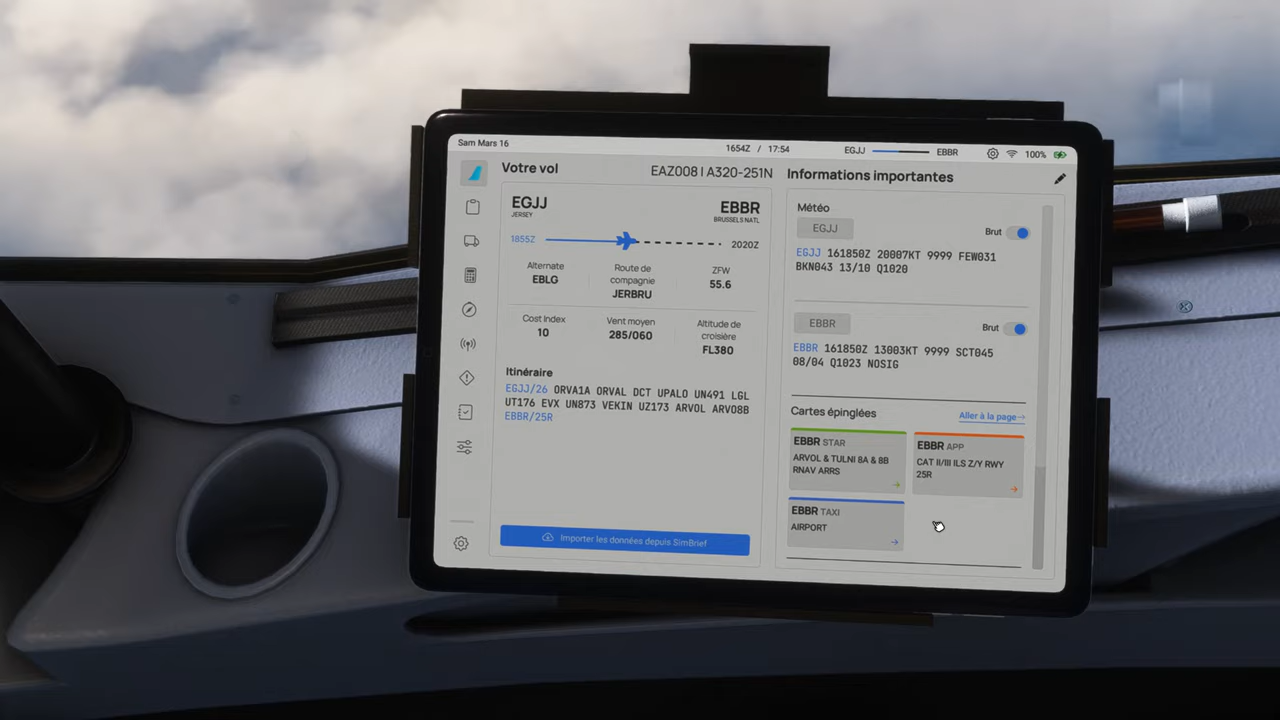 Sam Mars 16
1654Z / 17:54
EGJJ EBBR
100%
Votre vol
EAZ008 | A320-251N
EGJJ
JERSEY
EBBR
BRUSSELS NATL
1855Z
2020Z
Alternate
EBLG
Route de
compagnie
JERBRU
ZFW
55.6
Cost Index
10
Vent moyen
285/060
Altitude de
croisière
FL380
Itinéraire
EGJJ/26 ORVA1A ORVAL DCT UPALO UN491 LGL
UT176 EVX UN873 VEKIN UZ173 ARVOL ARVO8B
EBBR/25R
Importer les données depuis SimBrief
Informations importantes
Météo
EGJJ
Brut
EGJJ 161850Z 20007KT 9999 FEW031
BKN043 13/10 Q1020
EBBR
Brut
EBBR 161850Z 13003KT 9999 SCT045
08/04 Q1023 NOSIG
Cartes épinglées
Aller à la page→
EBBR STAR
ARVOL & TULNI 8A & 8B
RNAV ARRS
→
EBBR APP
CAT II/III ILS Z/Y RWY
25R
→
EBBR TAXI
AIRPORT
→